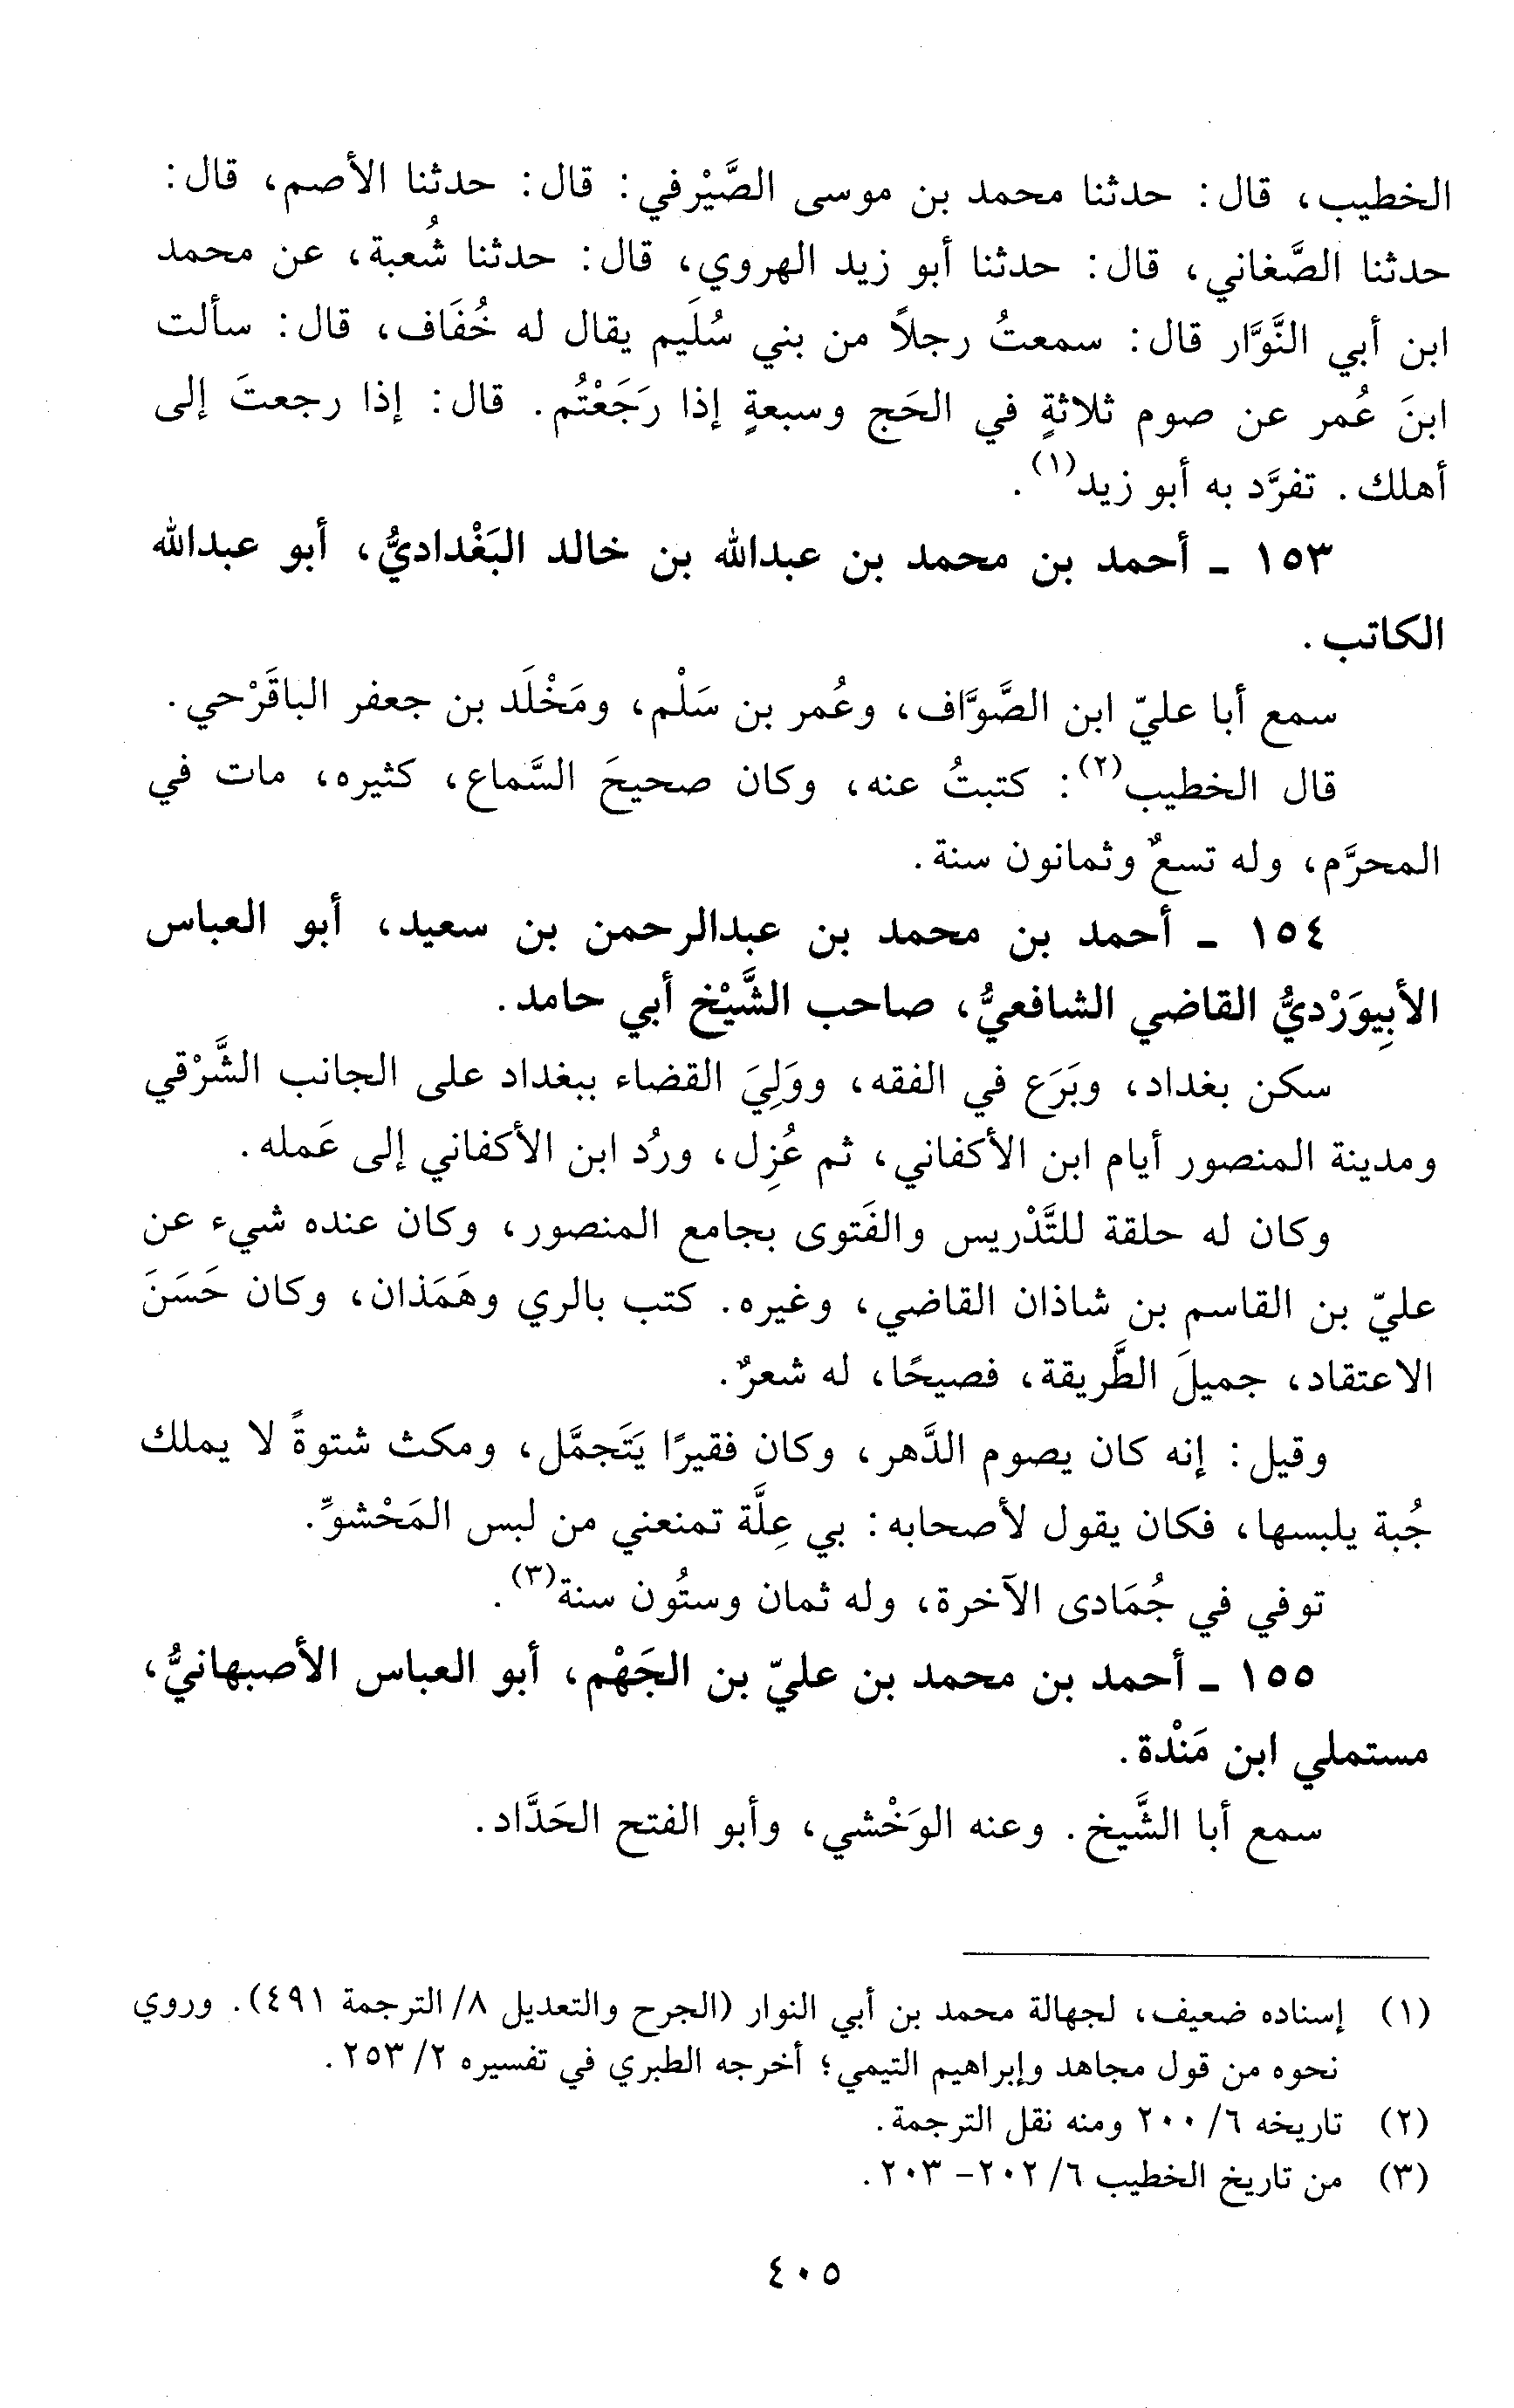 الخطيب، قال: حدثنا محمد بن موسى الصَّيْرفي: قال: حدثنا الأصم، قال:
حدثنا الصَّغاني، قال: حدثنا أبو زيد الهروي، قال: حدثنا شُعبة، عن محمد
ابن أبي النَّوَّار قال: سمعتُ رجلاً من بني سُلَيم يقال له خُفَاف، قال: سألت
ابنَ عُمر عن صوم ثلاثةٍ في الحَج وسبعةٍ إذا رَجَعْتُم. قال: إذا رجعتَ إلى
أهلك. تفرَّد به أبو زيد(١).
١٥٣ ـ أحمد بن محمد بن عبدالله بن خالد البَغْداديُّ، أبو عبدالله
الكاتب.
سمع أبا عليّ ابن الصَّوَّاف، وعُمر بن سَلْم، ومَخْلَد بن جعفر الباقَرْحي.
قال الخطيب(٢): كتبتُ عنه، وكان صحيحَ السَّماع، كثيره، مات في
المحرَّم، وله تسعٌ وثمانون سنة.
١٥٤ ـ أحمد بن محمد بن عبدالرحمن بن سعيد، أبو العباس
الأبِيوَرْديُّ القاضي الشافعيُّ، صاحب الشَّيْخ أبي حامد.
سكن بغداد، وبَرَع في الفقه، ووَلِيَ القضاء ببغداد على الجانب الشَّرْقي
ومدينة المنصور أيام ابن الأكفاني، ثم عُزِل، ورُد ابن الأكفاني إلى عَمله.
وكان له حلقة للتَّدْريس والفَتوى بجامع المنصور، وكان عنده شيء عن
عليّ بن القاسم بن شاذان القاضي، وغيره. كتب بالري وهَمَذان، وكان حَسَنَ
الاعتقاد، جميلَ الطَّريقة، فصيحًا، له شعرٌ.
وقيل: إنه كان يصوم الدَّهر، وكان فقيرًا يَتَجمَّل، ومكث شتوةً لا يملك
جُبة يلبسها، فكان يقول لأصحابه: بي عِلَّة تمنعني من لبس المَحْشوِّ.
توفي في جُمَادى الآخرة، وله ثمان وستُون سنة(٣).
١٥٥ ـ أحمد بن محمد بن عليّ بن الجَهْم، أبو العباس الأصبهانيُّ،
مستملي ابن مَنْدة.
سمع أبا الشَّيخ. وعنه الوَخْشي، وأبو الفتح الحَدَّاد.
(١) إسناده ضعيف، لجهالة محمد بن أبي النوار (الجرح والتعديل ٨/ الترجمة ٤٩١). وروي
نحوه من قول مجاهد وإبراهيم التيمي؛ أخرجه الطبري في تفسيره ٢/ ٢٥٣.
(٢) تاريخه ٦/ ٢٠٠ ومنه نقل الترجمة.
(٣) من تاريخ الخطيب ٦/ ٢٠٢- ٢٠٣.
٤٠٥